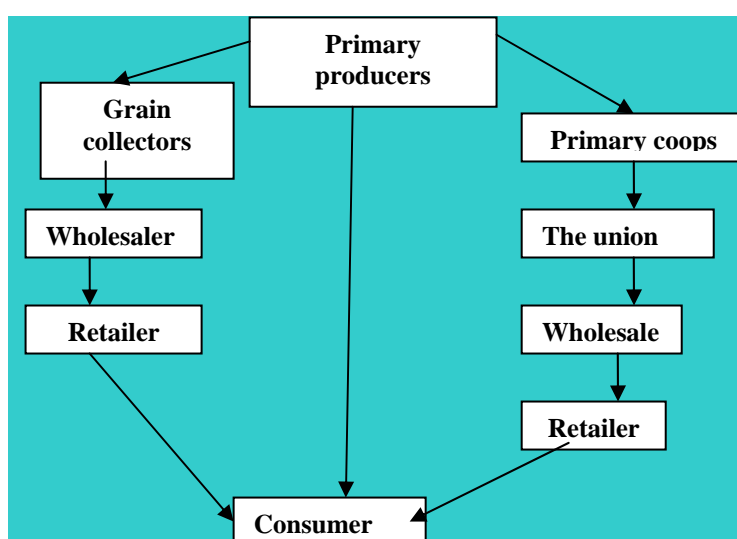 Primary
producers
Grain
collectors
Primary coops
Wholesaler
The union
Retailer
Wholesale
Retailer
Consumer